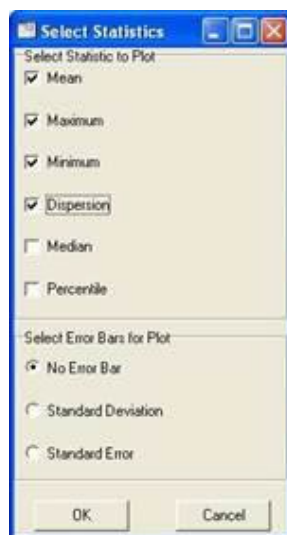 Select Statistics
Select Statistic to Plot
Mean
Maximum
Minimum
Dispersion
Median
Percentile
Select Error Bars for Plot
No Error Bar
Standard Deviation
Standard Error
OK Cancel